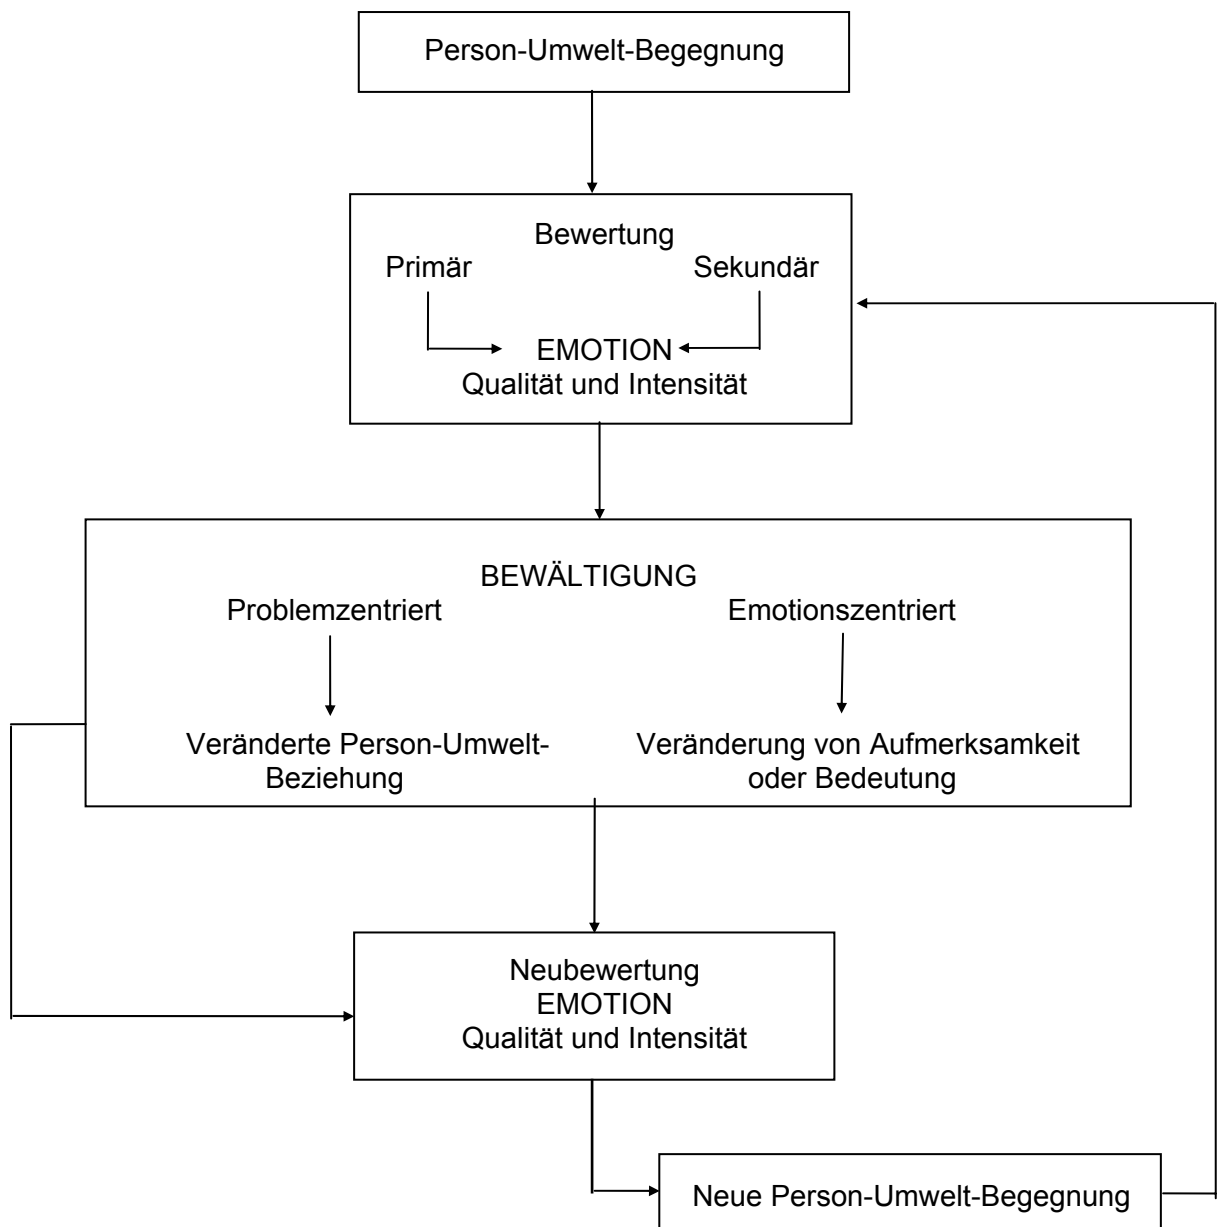 Person-Umwelt-Begegnung
Bewertung
Primär Sekundär
EMOTION
Qualität und Intensität
BEWÄLTIGUNG
Problemzentriert Emotionszentriert
Veränderte Person-Umwelt- Veränderung von Aufmerksamkeit
Beziehung oder Bedeutung
Neubewertung
EMOTION
Qualität und Intensität
Neue Person-Umwelt-Begegnung